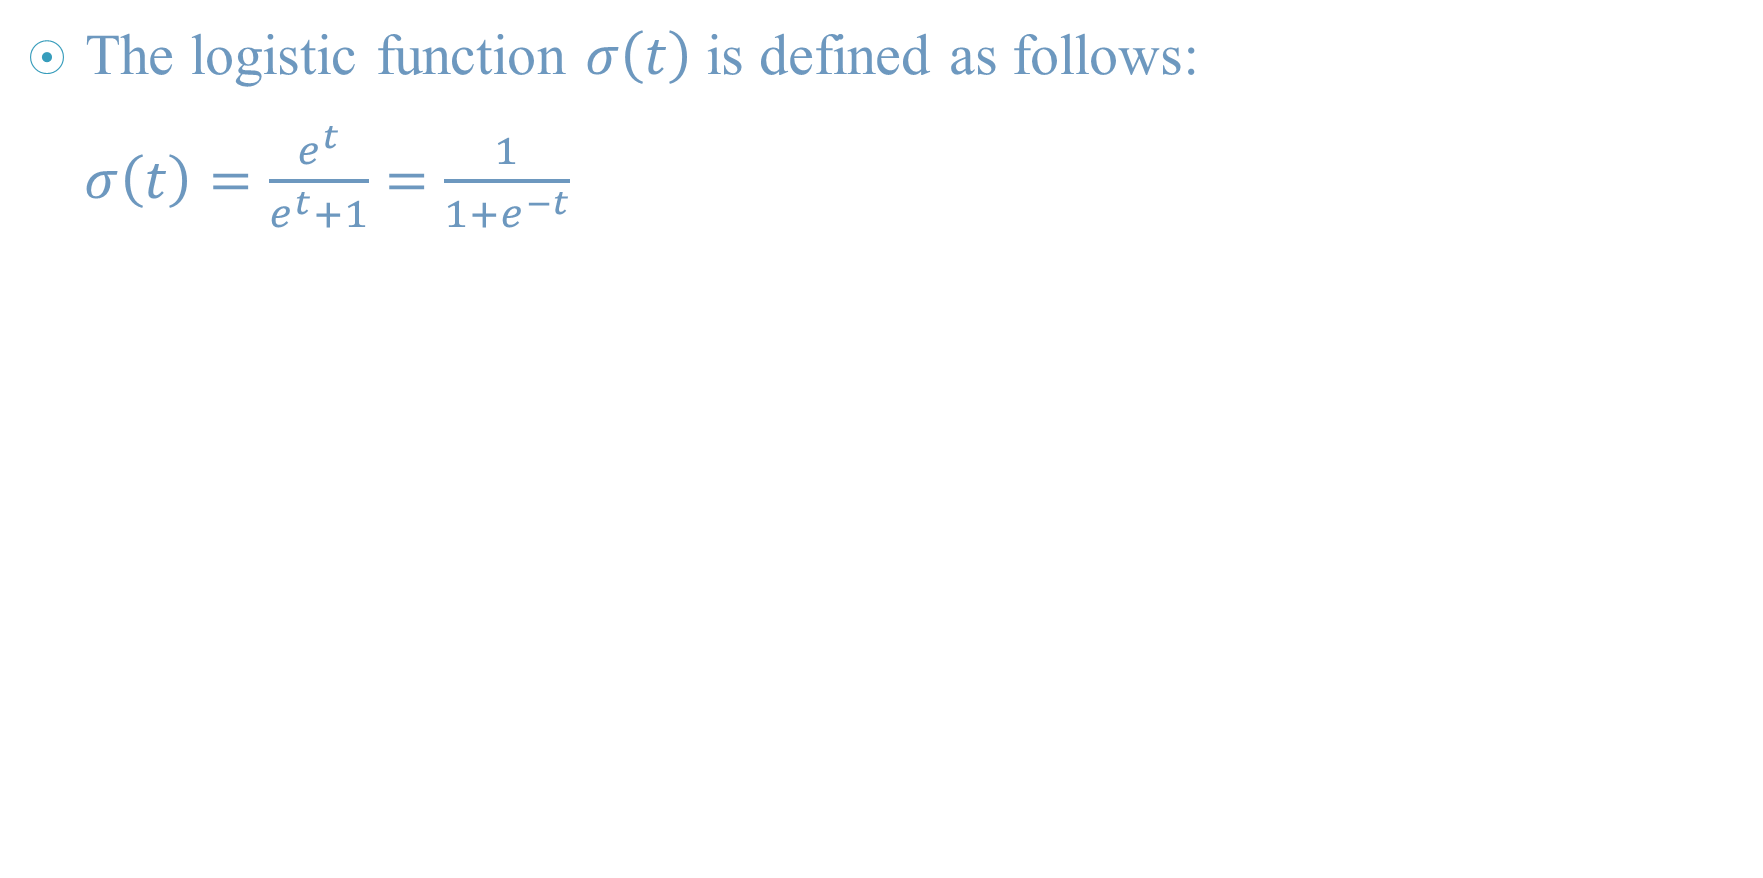 ⊙ The logistic function σ(t) is defined as follows:
σ(t) = e^t/(e^t+1) = 1/(1+e^−t)